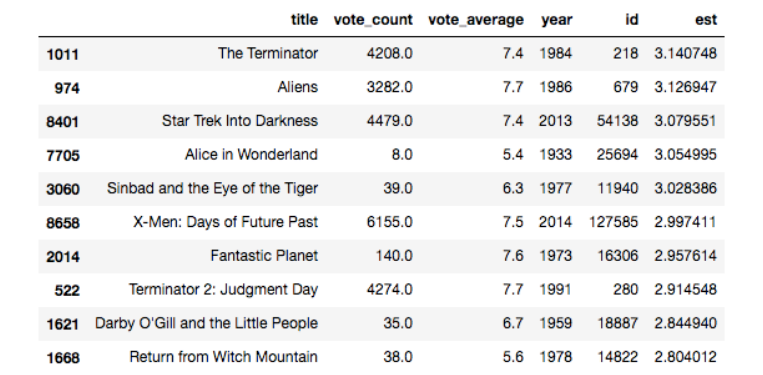 title vote_count vote_average year id est
1011 The Terminator 4208.0 7.4 1984 218 3.140748
974 Aliens 3282.0 7.7 1986 679 3.126947
8401 Star Trek Into Darkness 4479.0 7.4 2013 54138 3.079551
7705 Alice in Wonderland 8.0 5.4 1933 25694 3.054995
3060 Sinbad and the Eye of the Tiger 39.0 6.3 1977 11940 3.028386
8658 X-Men: Days of Future Past 6155.0 7.5 2014 127585 2.997411
2014 Fantastic Planet 140.0 7.6 1973 16306 2.957614
522 Terminator 2: Judgment Day 4274.0 7.7 1991 280 2.914548
1621 Darby O'Gill and the Little People 35.0 6.7 1959 18887 2.844940
1668 Return from Witch Mountain 38.0 5.6 1978 14822 2.804012